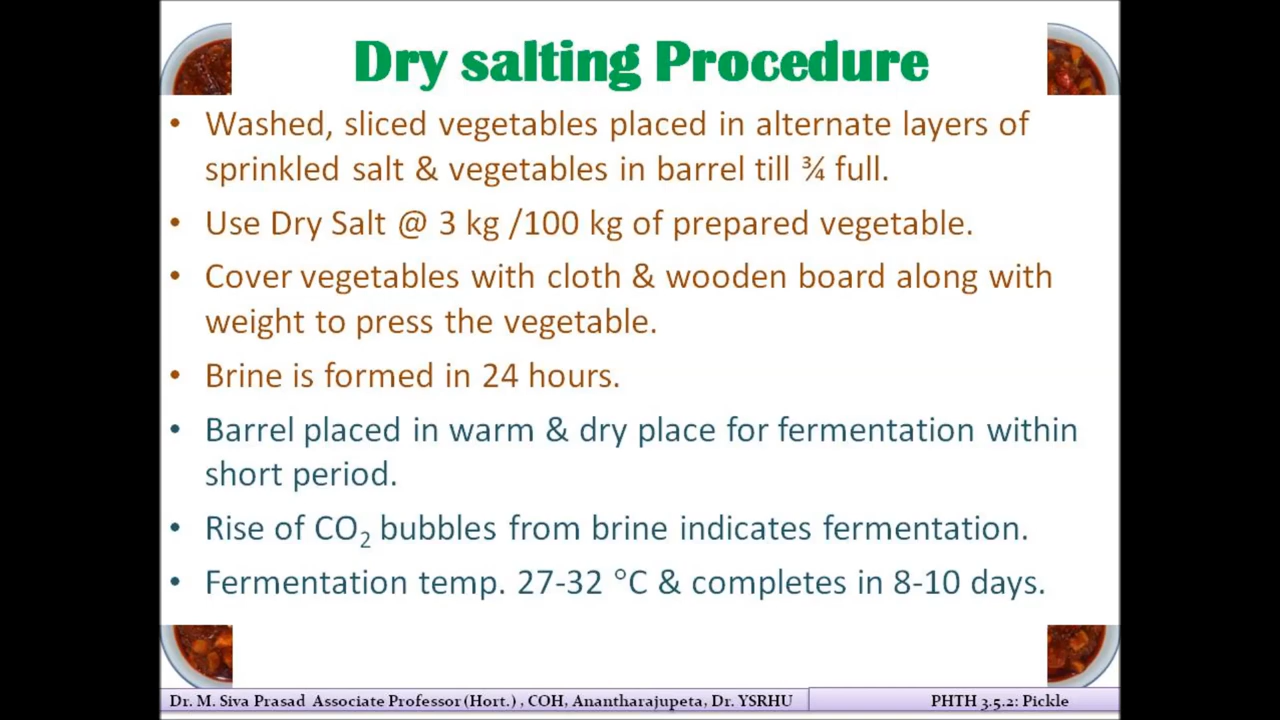 Dry salting Procedure
• Washed, sliced vegetables placed in alternate layers of
sprinkled salt & vegetables in barrel till ¾ full.
• Use Dry Salt @ 3 kg /100 kg of prepared vegetable.
• Cover vegetables with cloth & wooden board along with
weight to press the vegetable.
• Brine is formed in 24 hours.
• Barrel placed in warm & dry place for fermentation within
short period.
• Rise of CO₂ bubbles from brine indicates fermentation.
• Fermentation temp. 27-32 °C & completes in 8-10 days.
Dr. M. Siva Prasad Associate Professor (Hort.) , COH, Anantharajupeta, Dr. YSRHU
PHTH 3.5.2: Pickle